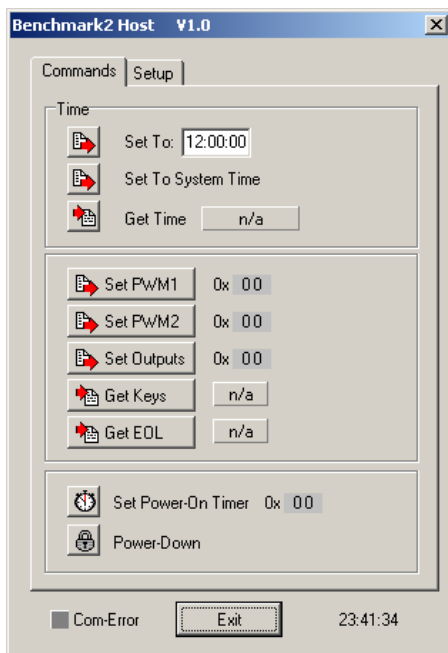 Benchmark2 Host V1.0
Commands Setup
Time
Set To: 12:00:00
Set To System Time
Get Time n/a
Set PWM1 0x 00
Set PWM2 0x 00
Set Outputs 0x 00
Get Keys n/a
Get EOL n/a
Set Power-On Timer 0x 00
Power-Down
Com-Error Exit 23:41:34